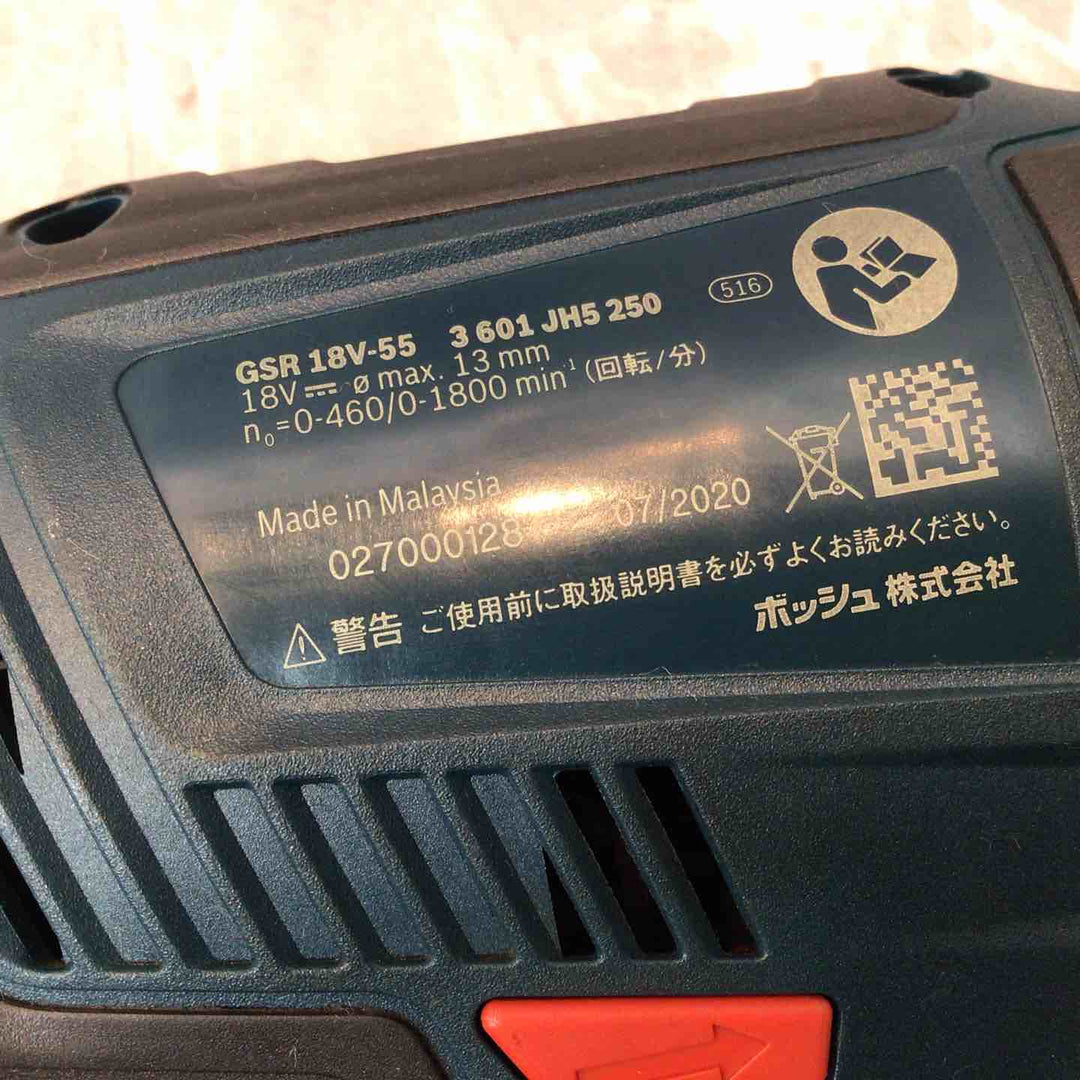 GSR 18V-55 3 601 JH5 250 516
18V ⎓ ø max. 13 mm
n₀=0-460/0-1800 min⁻¹ (回転/分)
Made in Malaysia
027000128 07/2020
⚠ 警告 ご使用前に取扱説明書を必ずよくお読みください。
ボッシュ株式会社